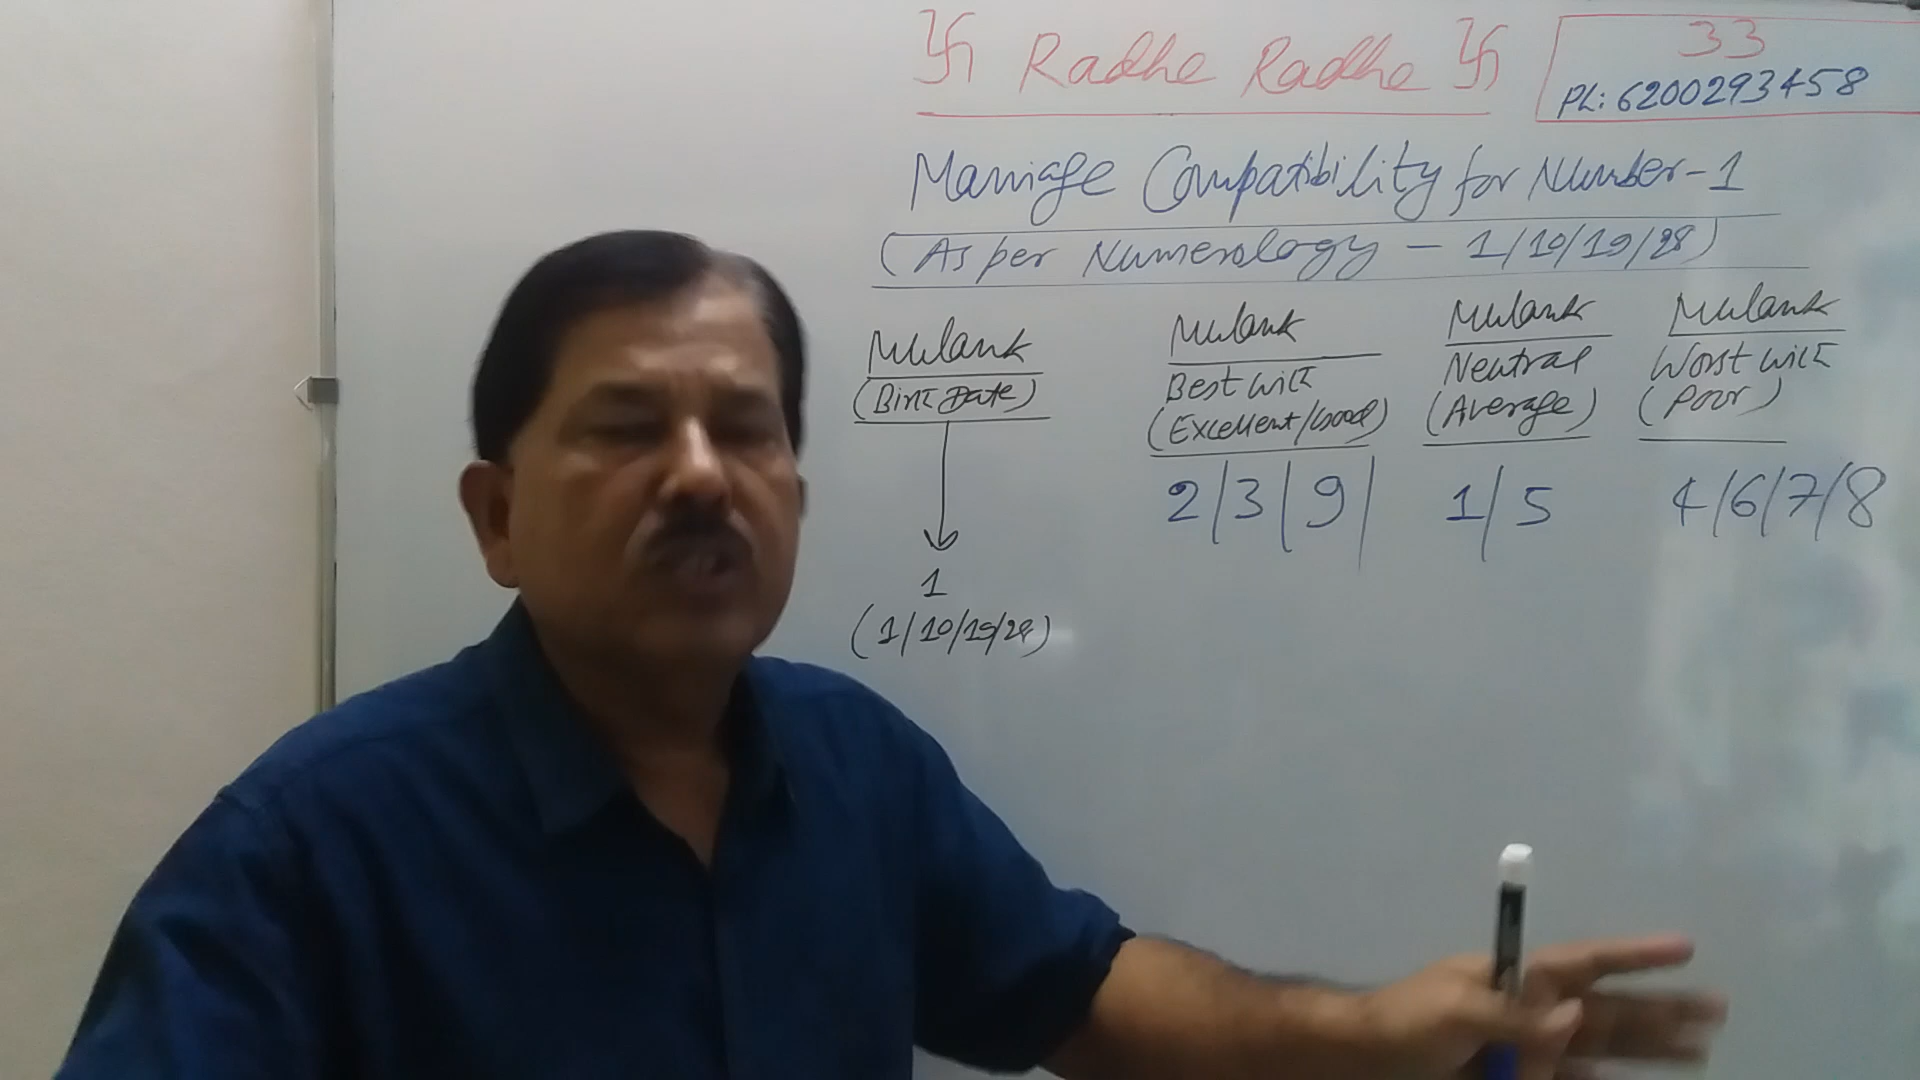 卐 Radhe Radhe 卐
33
Ph: 6200293458
Marriage Compatibility for Number-1
(As per Numerology - 1/10/19/28)
Mulank
(Birth Date)
1
(1/10/19/28)
Mulank
Best with
(Excellent/Good)
2/3/9/
Mulank
Neutral
(Average)
1/5
Mulank
Worst with
(Poor)
4/6/7/8